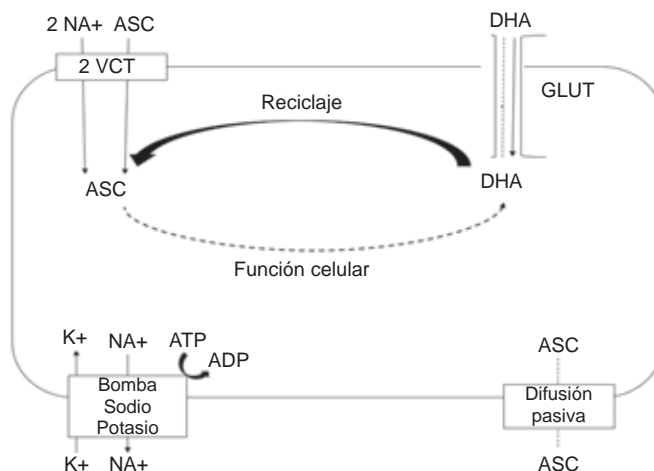 2 NA+ ASC
DHA
2 VCT
GLUT
Reciclaje
ASC
DHA
Función celular
K+ NA+ ATP
ADP
ASC
Bomba
Sodio
Potasio
Difusión
pasiva
K+ NA+
ASC